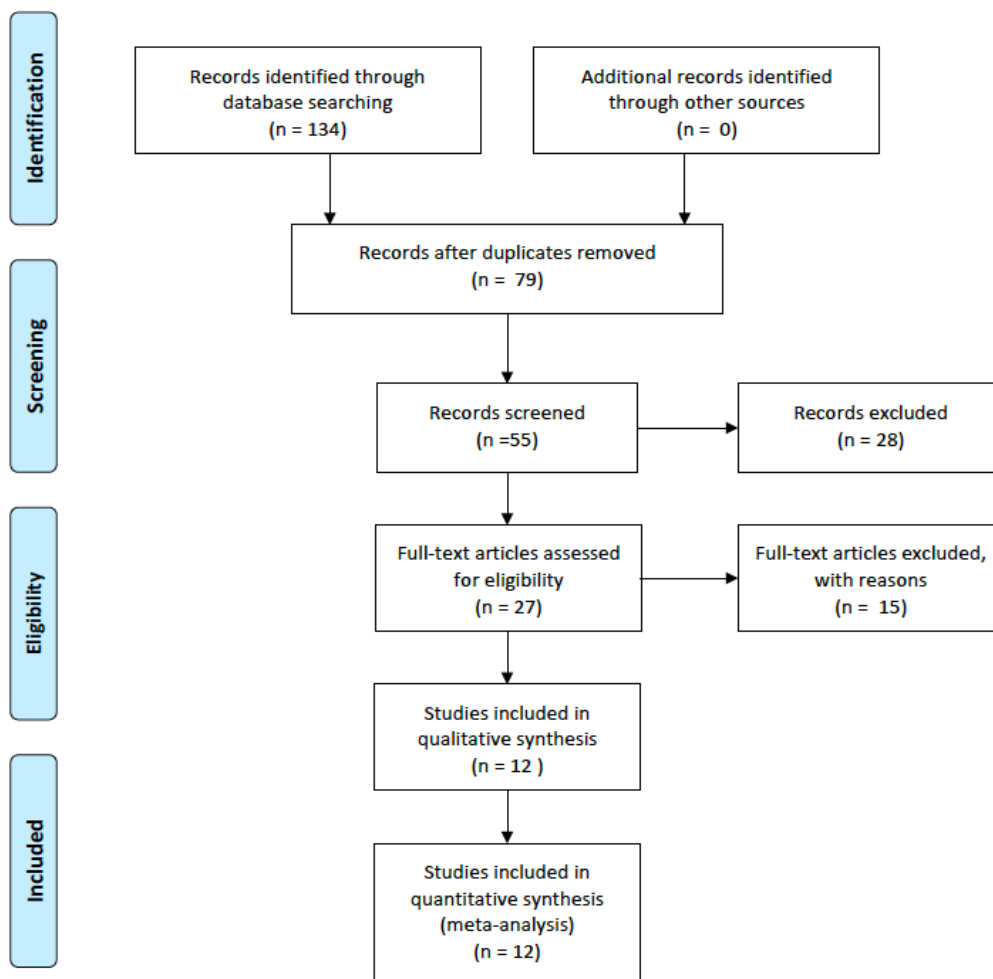 Identification
Records identified through
database searching
(n = 134)
Additional records identified
through other sources
(n =  0)
Records after duplicates removed
(n =  79)
Screening
Records screened
(n =55)
Records excluded
(n = 28)
Eligibility
Full-text articles assessed
for eligibility
(n = 27)
Full-text articles excluded,
with reasons
(n =  15)
Studies included in
qualitative synthesis
(n = 12 )
Included
Studies included in
quantitative synthesis
(meta-analysis)
(n = 12)